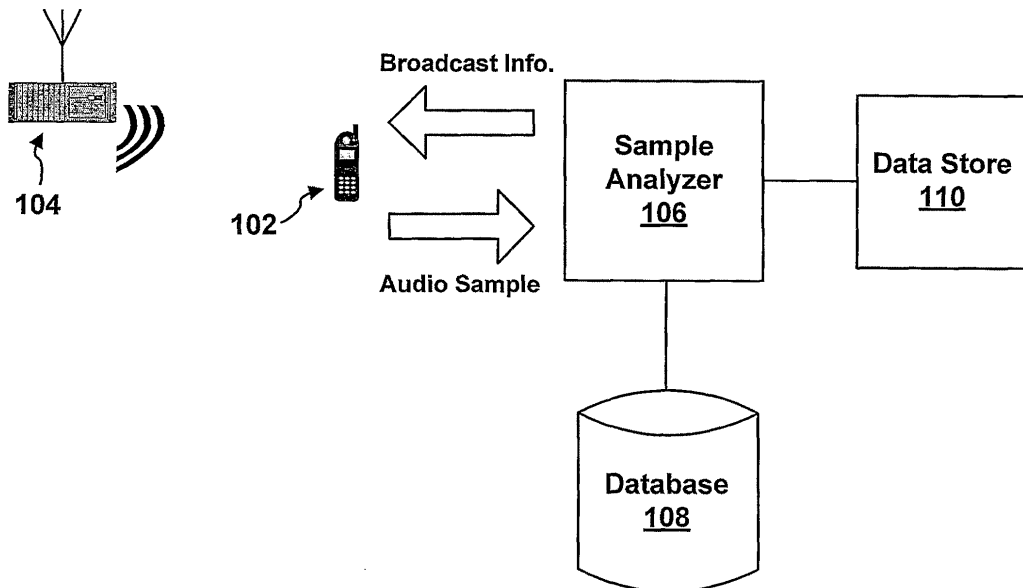 Broadcast Info.
104
102
Audio Sample
Sample
Analyzer
106
Data Store
110
Database
108